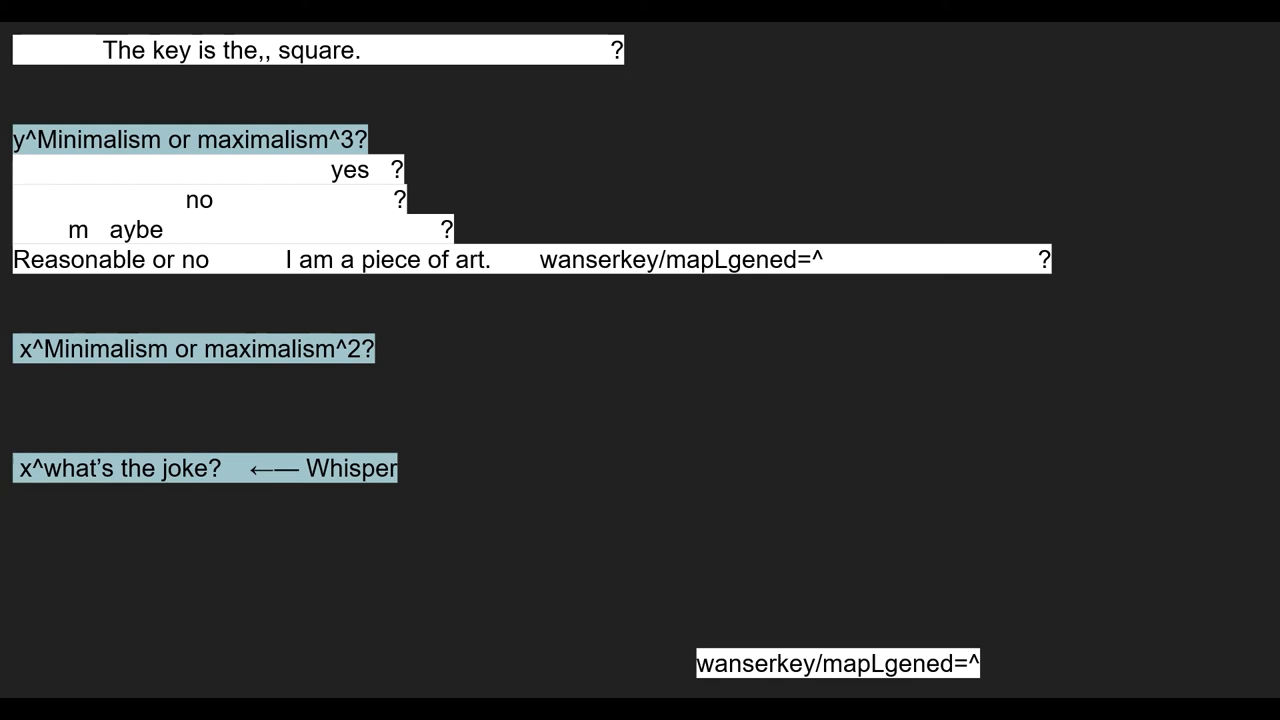 The key is the,, square. ?
y^Minimalism or maximalism^3?
yes ?
no ?
m aybe ?
Reasonable or no I am a piece of art. wanserkey/mapLgened=^ ?
x^Minimalism or maximalism^2?
x^what’s the joke? ←— Whisper
wanserkey/mapLgened=^